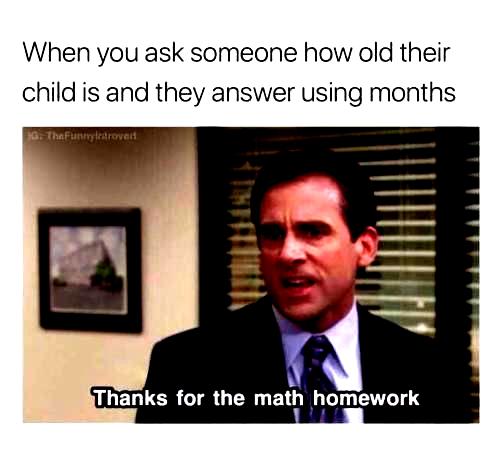 When you ask someone how old their
child is and they answer using months
IG: TheFunnyIntrovert
Thanks for the math homework